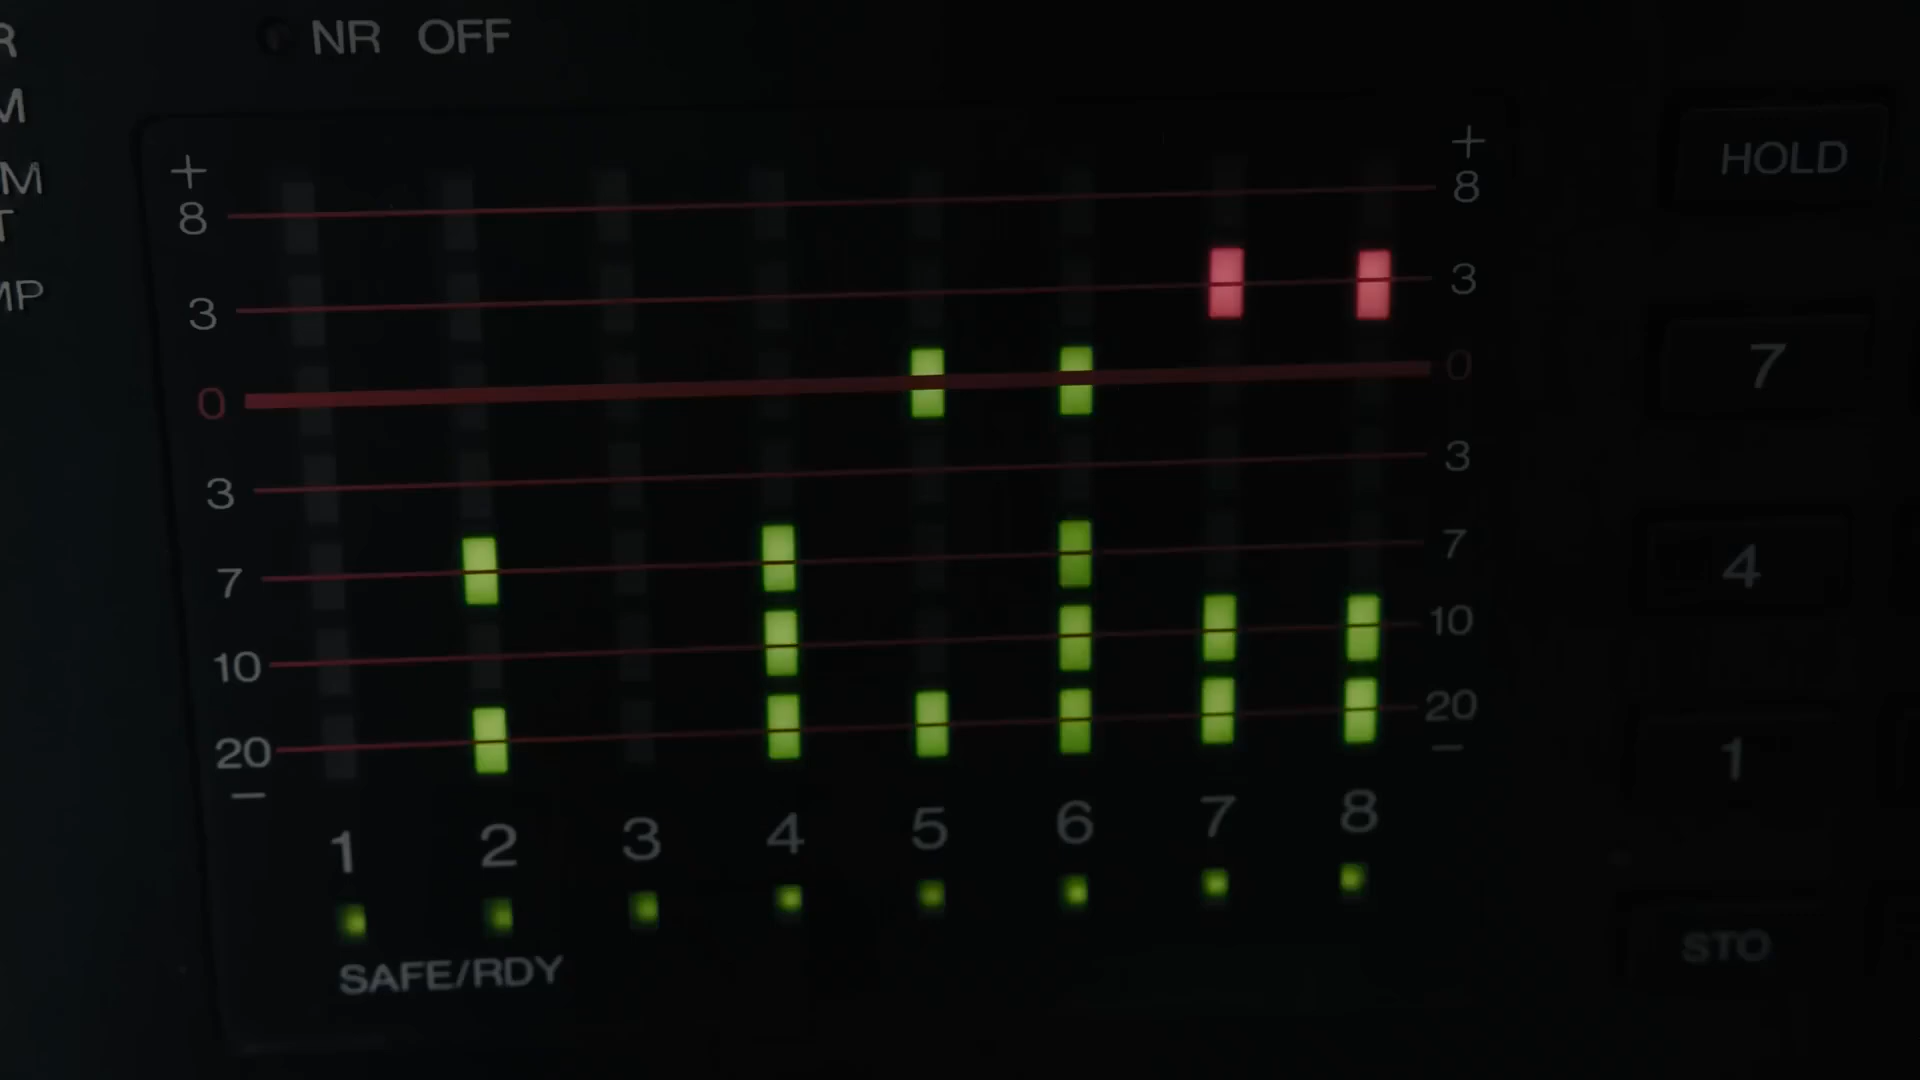 NR OFF
+ +
8 8
3 3
0 0
3 3
7 7
10 10
20 20
– –
1 2 3 4 5 6 7 8
SAFE/RDY
HOLD
7
4
1
STO
R
M
M
T
MP